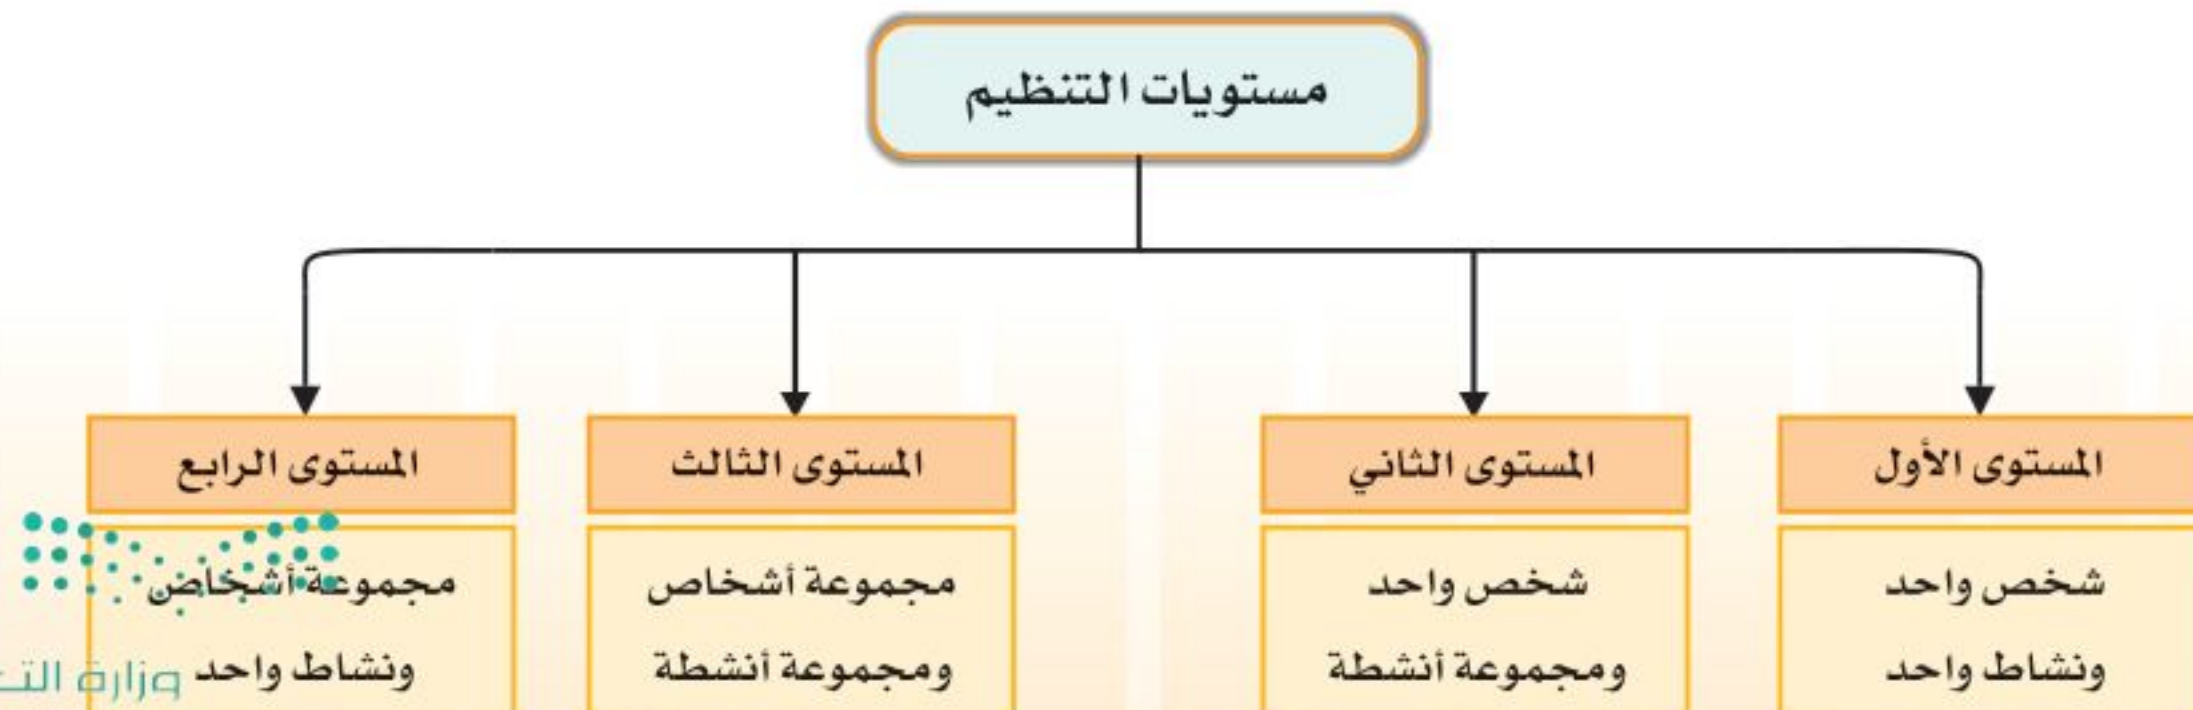 مستويات التنظيم
المستوى الأول
شخص واحد
ونشاط واحد
المستوى الثاني
شخص واحد
ومجموعة أنشطة
المستوى الثالث
مجموعة أشخاص
ومجموعة أنشطة
المستوى الرابع
مجموعة أشخاص
ونشاط واحد
وزارة التـ